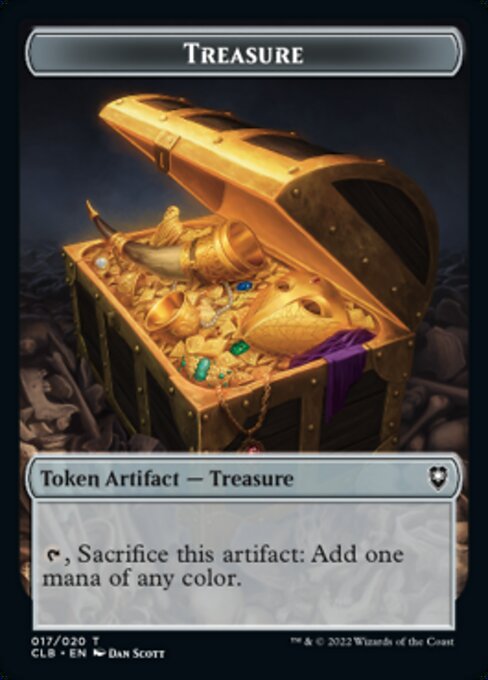 Treasure
Token Artifact — Treasure
, Sacrifice this artifact: Add one
mana of any color.
017/020 T
CLB • EN Dan Scott
™ & © 2022 Wizards of the Coast